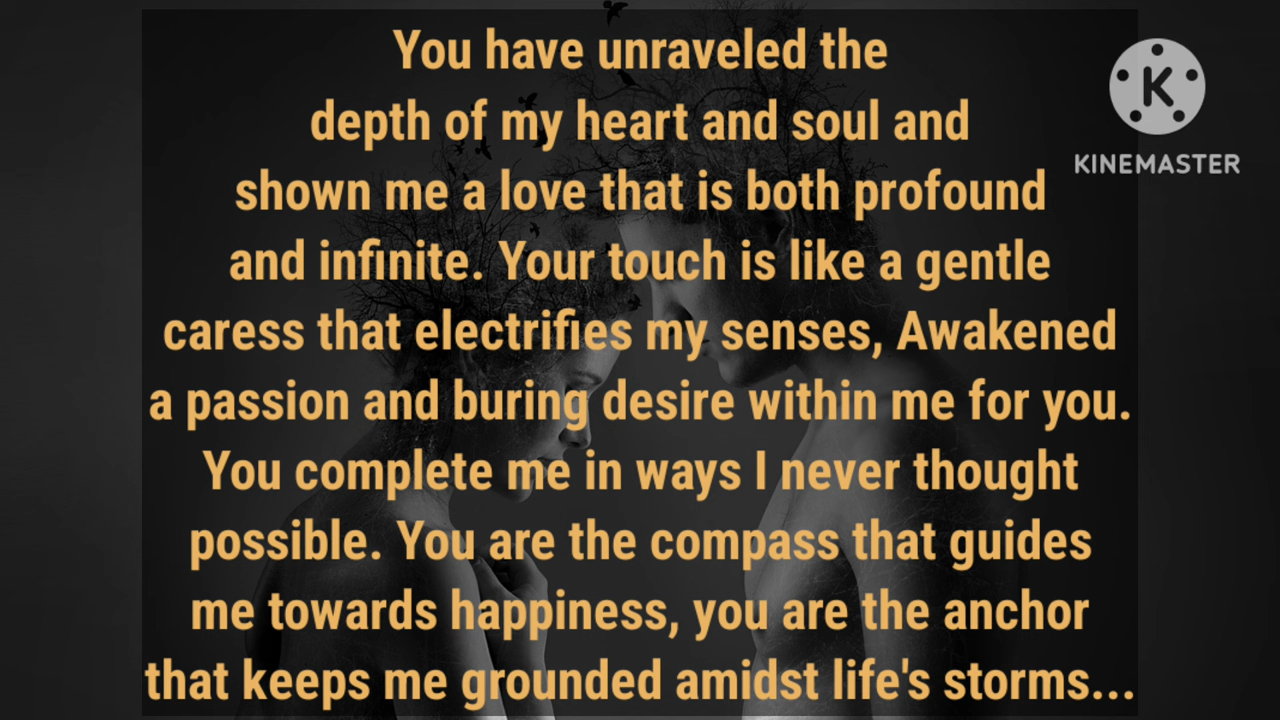 You have unraveled the
depth of my heart and soul and
shown me a love that is both profound
and infinite. Your touch is like a gentle
caress that electrifies my senses, Awakened
a passion and buring desire within me for you.
You complete me in ways I never thought
possible. You are the compass that guides
me towards happiness, you are the anchor
that keeps me grounded amidst life's storms...
K
KINEMASTER